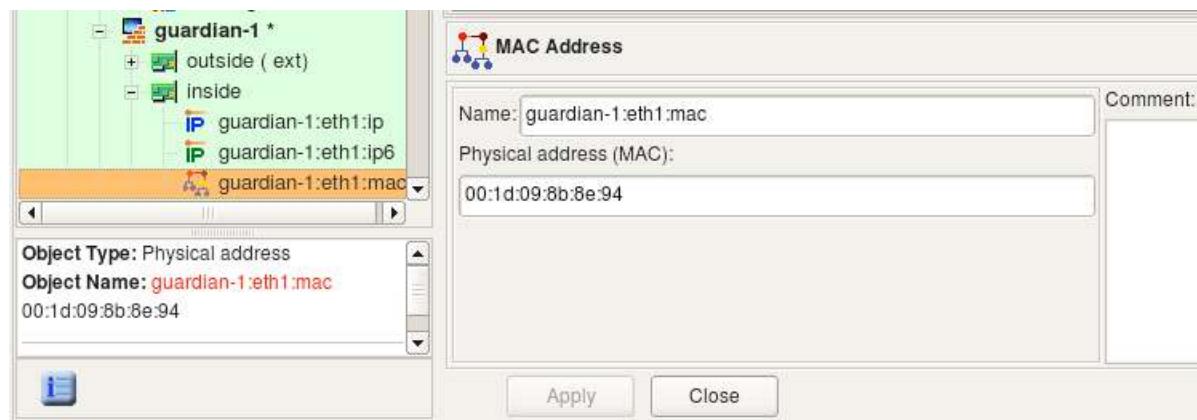 guardian-1 *
outside ( ext)
inside
IP guardian-1:eth1:ip
IP guardian-1:eth1:ip6
guardian-1:eth1:mac
Object Type: Physical address
Object Name: guardian-1:eth1:mac
00:1d:09:8b:8e:94
MAC Address
Name: guardian-1:eth1:mac
Comment:
Physical address (MAC):
00:1d:09:8b:8e:94
Apply
Close